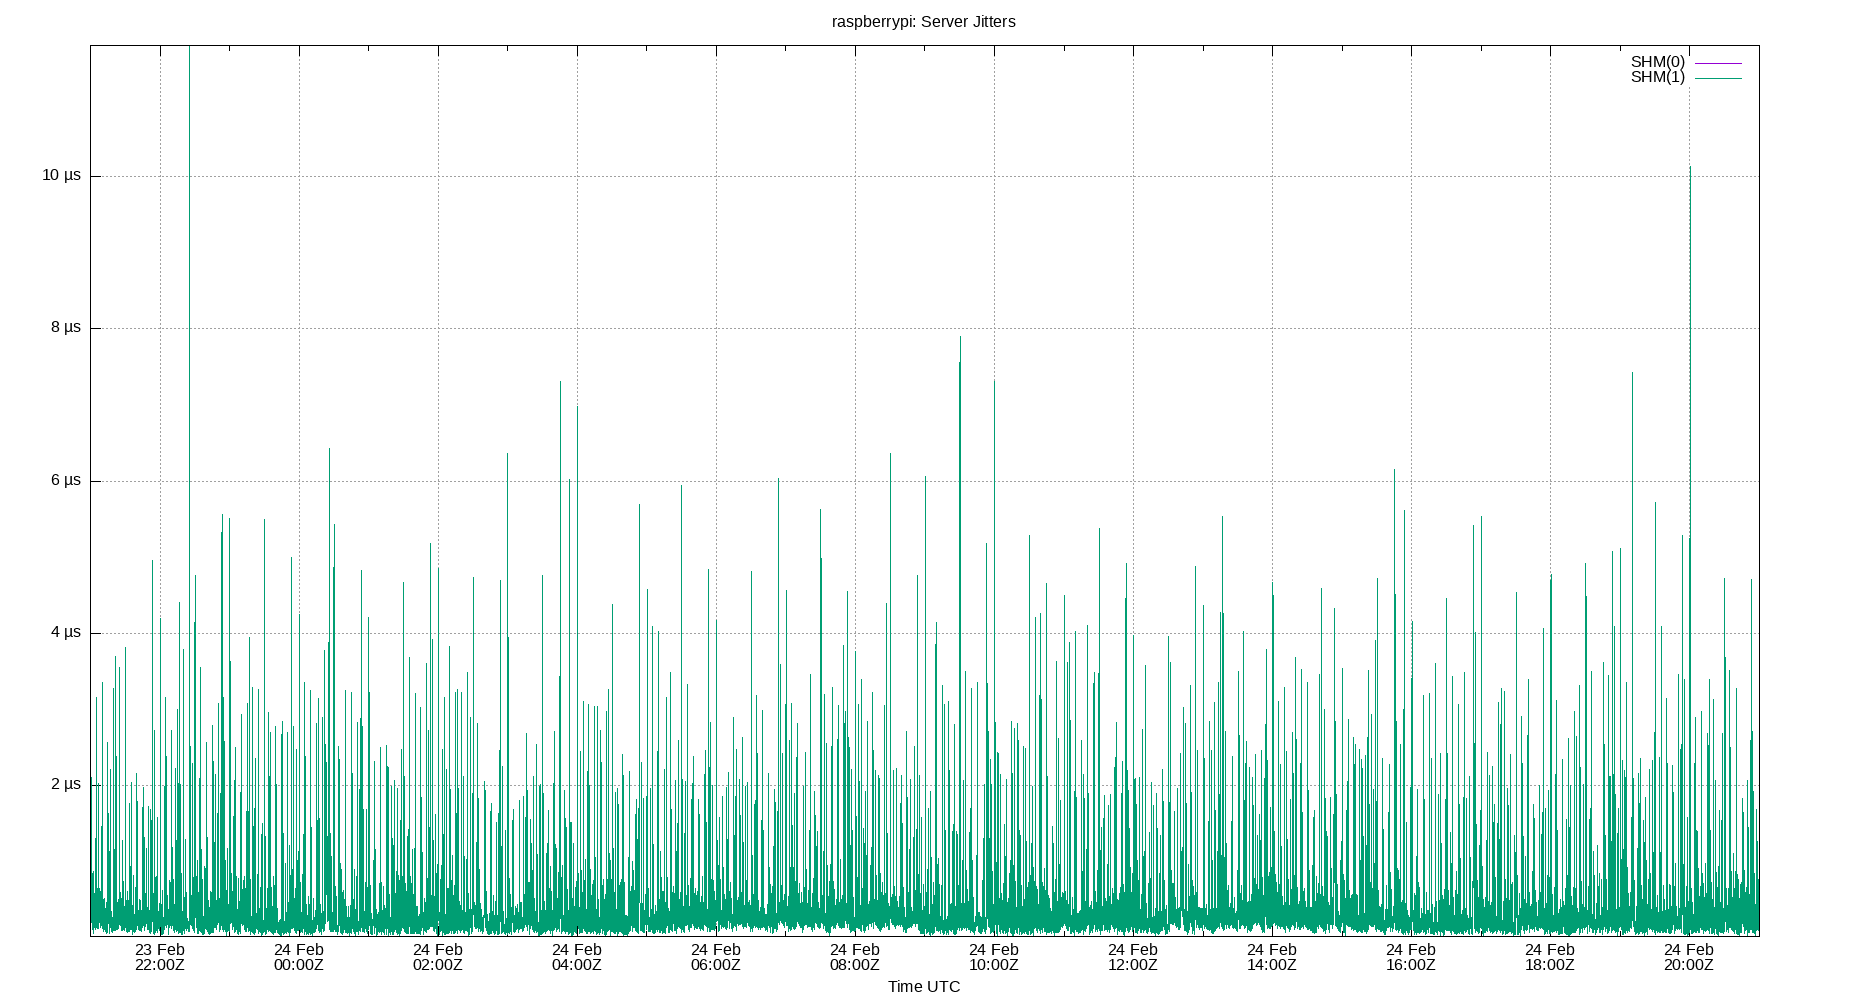 raspberrypi: Server Jitters
SHM(0)
SHM(1)
10 µs
8 µs
6 µs
4 µs
2 µs
23 Feb 24 Feb 24 Feb 24 Feb 24 Feb 24 Feb 24 Feb 24 Feb 24 Feb 24 Feb 24 Feb 24 Feb
22:00Z 00:00Z 02:00Z 04:00Z 06:00Z 08:00Z 10:00Z 12:00Z 14:00Z 16:00Z 18:00Z 20:00Z
Time UTC